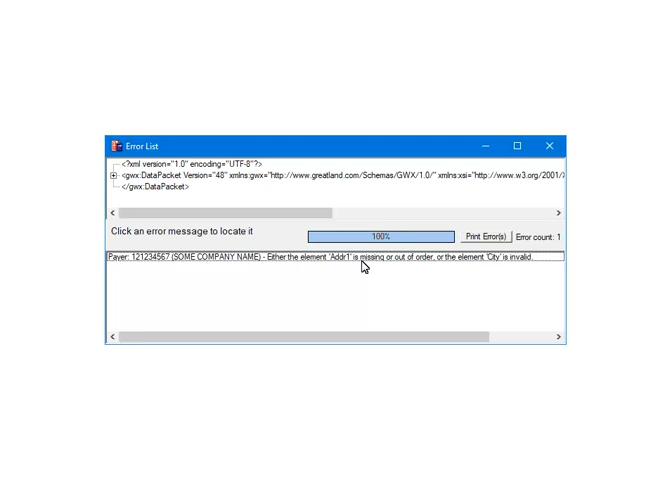 Error List
<?xml version="1.0" encoding="UTF-8"?>
<gwx:DataPacket Version="48" xmlns:gwx="http://www.greatland.com/Schemas/GWX/1.0/" xmlns:xsi="http://www.w3.org/2001/
</gwx:DataPacket>
Click an error message to locate it
100%
Print Error(s)
Error count: 1
Payer: 121234567 (SOME COMPANY NAME) - Either the element 'Addr1' is missing or out of order, or the element 'City' is invalid.